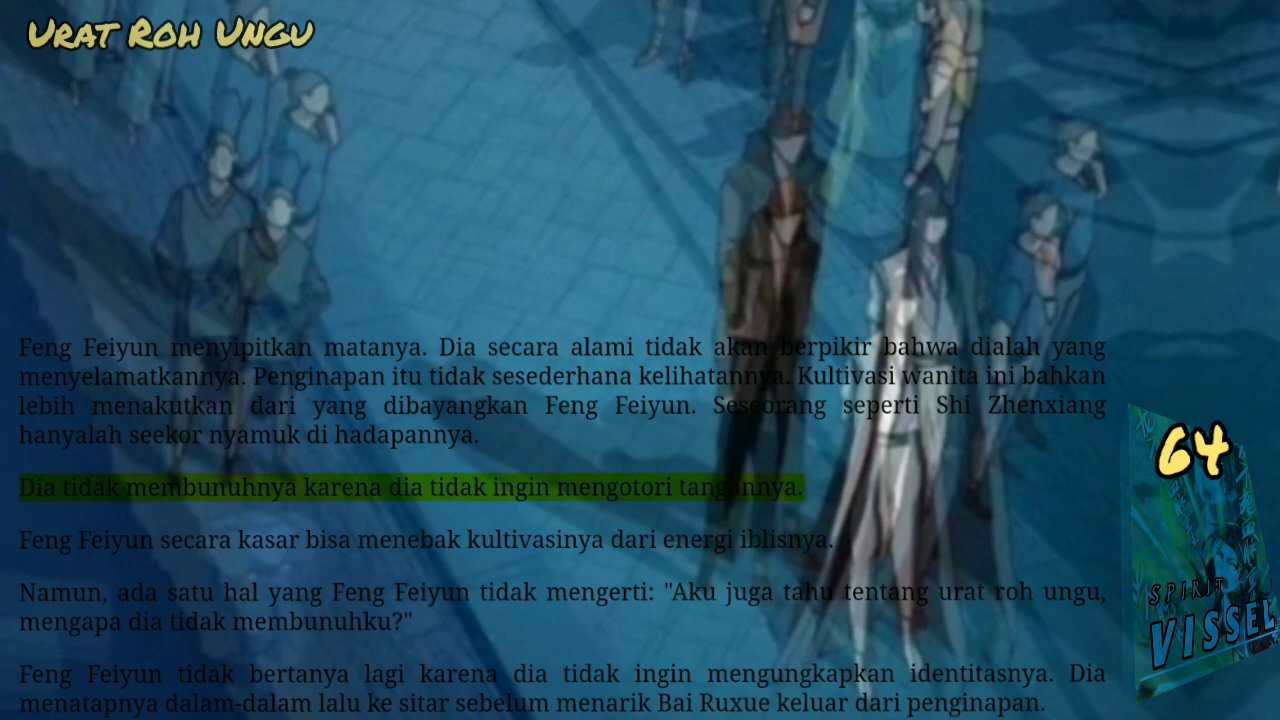 Urat Roh Ungu
Feng Feiyun menyipitkan matanya. Dia secara alami tidak akan berpikir bahwa dialah yang
menyelamatkannya. Penginapan itu tidak sesederhana kelihatannya. Kultivasi wanita ini bahkan
lebih menakutkan dari yang dibayangkan Feng Feiyun. Seseorang seperti Shi Zhenxiang
hanyalah seekor nyamuk di hadapannya.
Dia tidak membunuhnya karena dia tidak ingin mengotori tangannya.
Feng Feiyun secara kasar bisa menebak kultivasinya dari energi iblisnya.
Namun, ada satu hal yang Feng Feiyun tidak mengerti: "Aku juga tahu tentang urat roh ungu,
mengapa dia tidak membunuhku?"
Feng Feiyun tidak bertanya lagi karena dia tidak ingin mengungkapkan identitasnya. Dia
menatapnya dalam-dalam lalu ke sitar sebelum menarik Bai Ruxue keluar dari penginapan.
64
SPIRIT
VISSEL